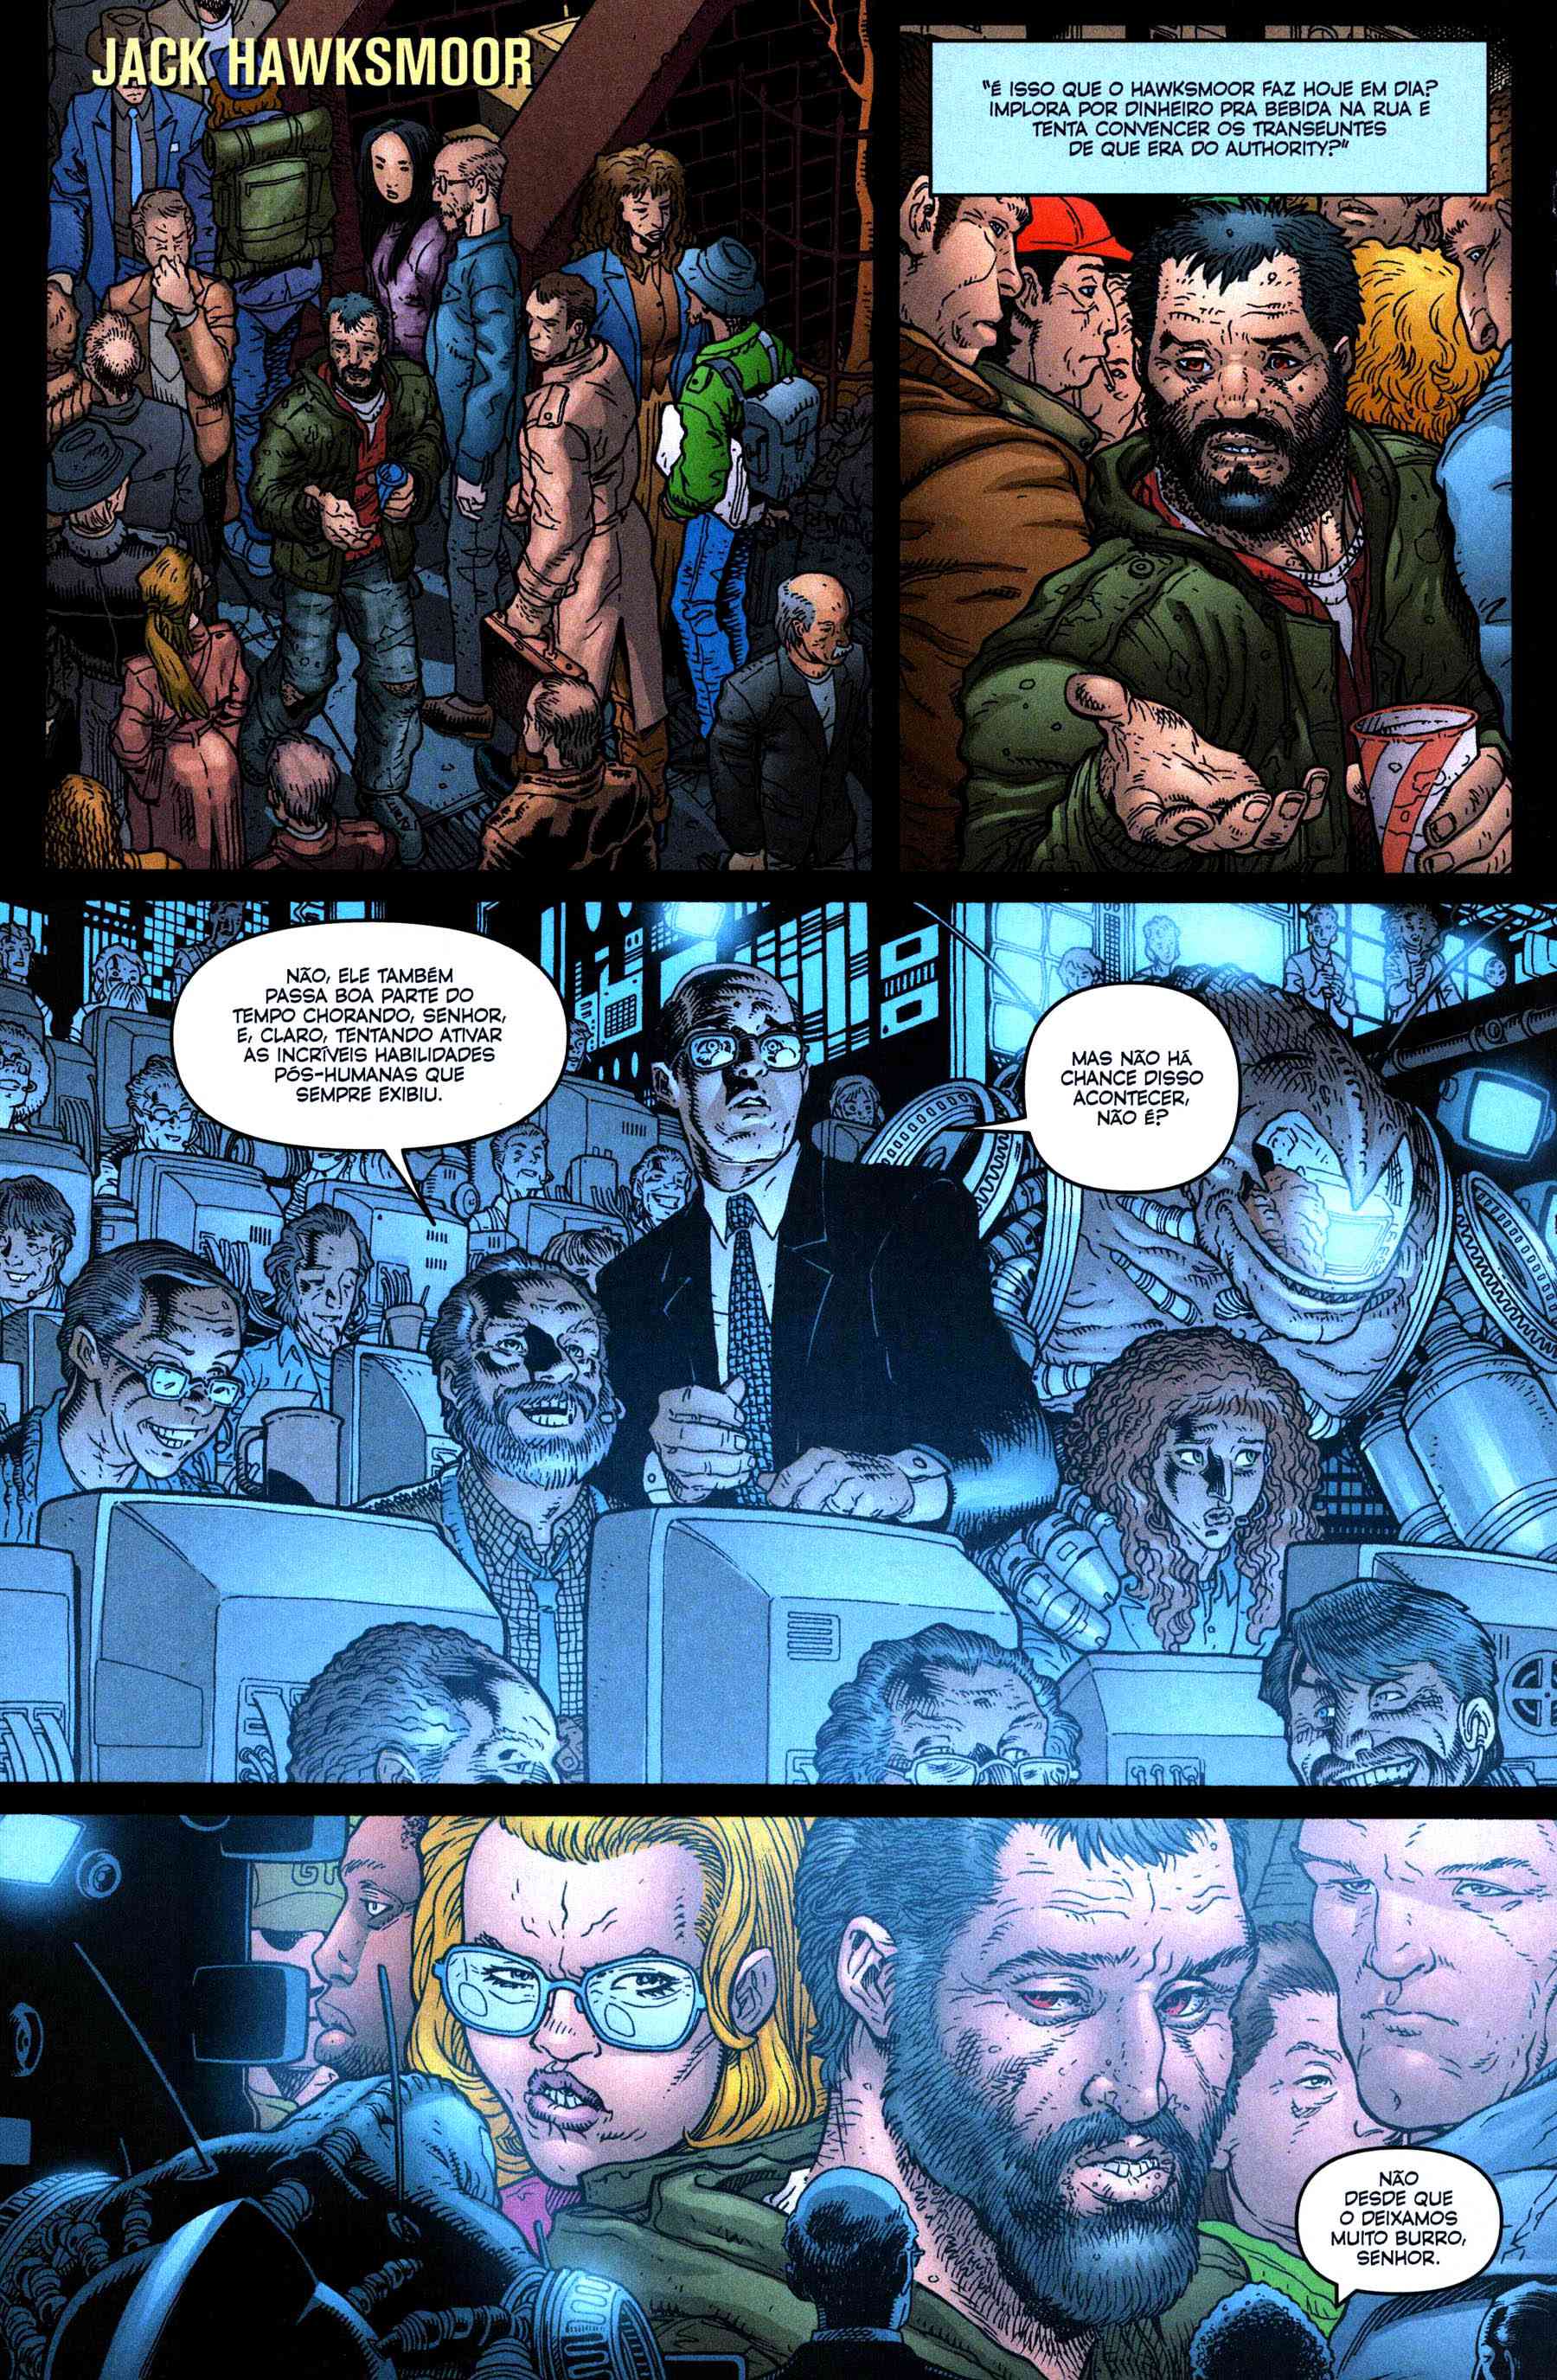 JACK HAWKSMOOR
"É ISSO QUE O HAWKSMOOR FAZ HOJE EM DIA?
IMPLORA POR DINHEIRO PRA BEBIDA NA RUA E
TENTA CONVENCER OS TRANSEUNTES
DE QUE ERA DO AUTHORITY?"
NÃO, ELE TAMBÉM
PASSA BOA PARTE DO
TEMPO CHORANDO, SENHOR,
E, CLARO, TENTANDO ATIVAR
AS INCRÍVEIS HABILIDADES
PÓS-HUMANAS QUE
SEMPRE EXIBIU.
MAS NÃO HÁ
CHANCE DISSO
ACONTECER,
NÃO É?
NÃO
DESDE QUE
O DEIXAMOS
MUITO BURRO,
SENHOR.